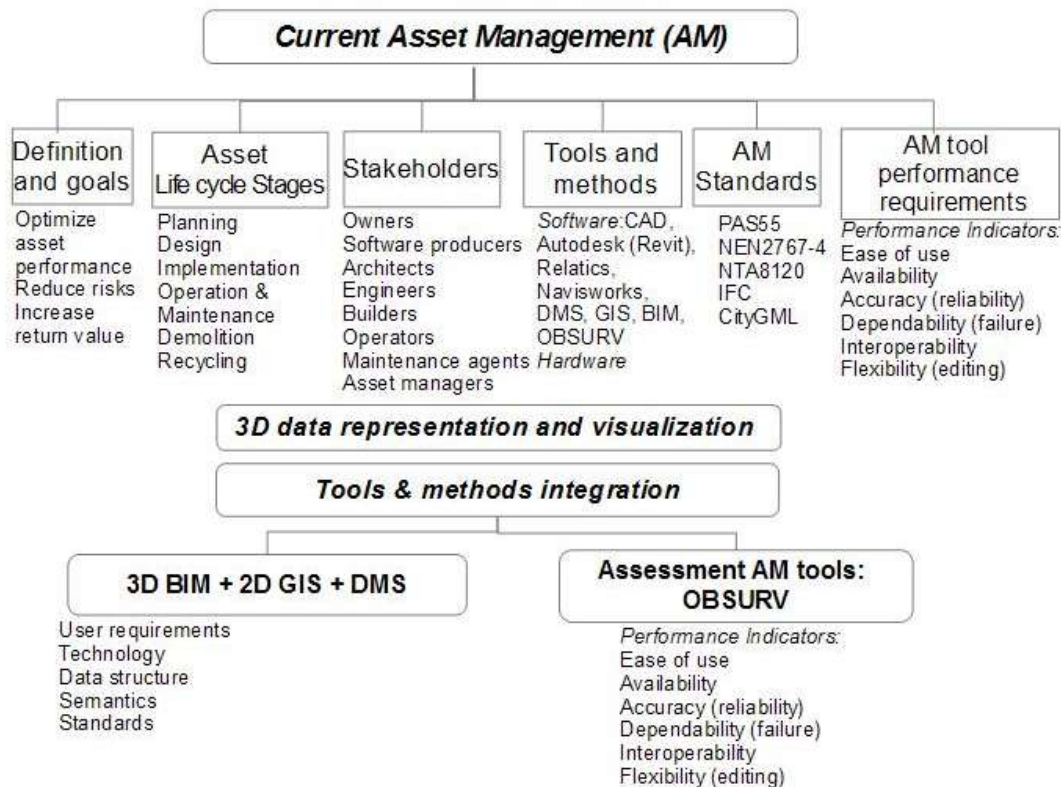 Current Asset Management (AM)
Definition
and goals
Optimize
asset
performance
Reduce risks
Increase
return value
Asset
Life cycle Stages
Planning
Design
Implementation
Operation &
Maintenance
Demolition
Recycling
Stakeholders
Owners
Software producers
Architects
Engineers
Builders
Operators
Maintenance agents
Asset managers
Tools and
methods
Software:CAD,
Autodesk (Revit),
Relatics,
Navisworks,
DMS, GIS, BIM,
OBSURV
Hardware
AM
Standards
PAS55
NEN2767-4
NTA8120
IFC
CityGML
AM tool
performance
requirements
Performance Indicators:
Ease of use
Availability
Accuracy (reliability)
Dependability (failure)
Interoperability
Flexibility (editing)
3D data representation and visualization
Tools & methods integration
3D BIM + 2D GIS + DMS
User requirements
Technology
Data structure
Semantics
Standards
Assessment AM tools:
OBSURV
Performance Indicators:
Ease of use
Availability
Accuracy (reliability)
Dependability (failure)
Interoperability
Flexibility (editing)